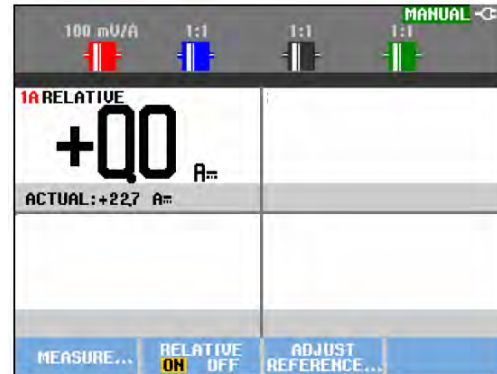 MANUAL
100 mV/A 1:1 1:1 1:1
1A RELATIVE
+0.0 A
ACTUAL:+22.7 A
MEASURE... RELATIVE ON OFF ADJUST REFERENCE...